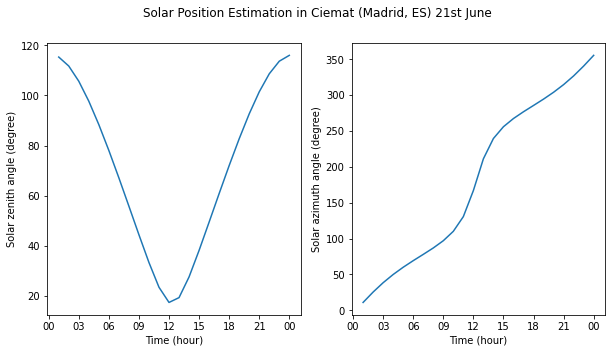 Solar Position Estimation in Ciemat (Madrid, ES) 21st June
120
100
80
60
40
20
Solar zenith angle (degree)
00 03 06 09 12 15 18 21 00
Time (hour)
350
300
250
200
150
100
50
0
Solar azimuth angle (degree)
00 03 06 09 12 15 18 21 00
Time (hour)